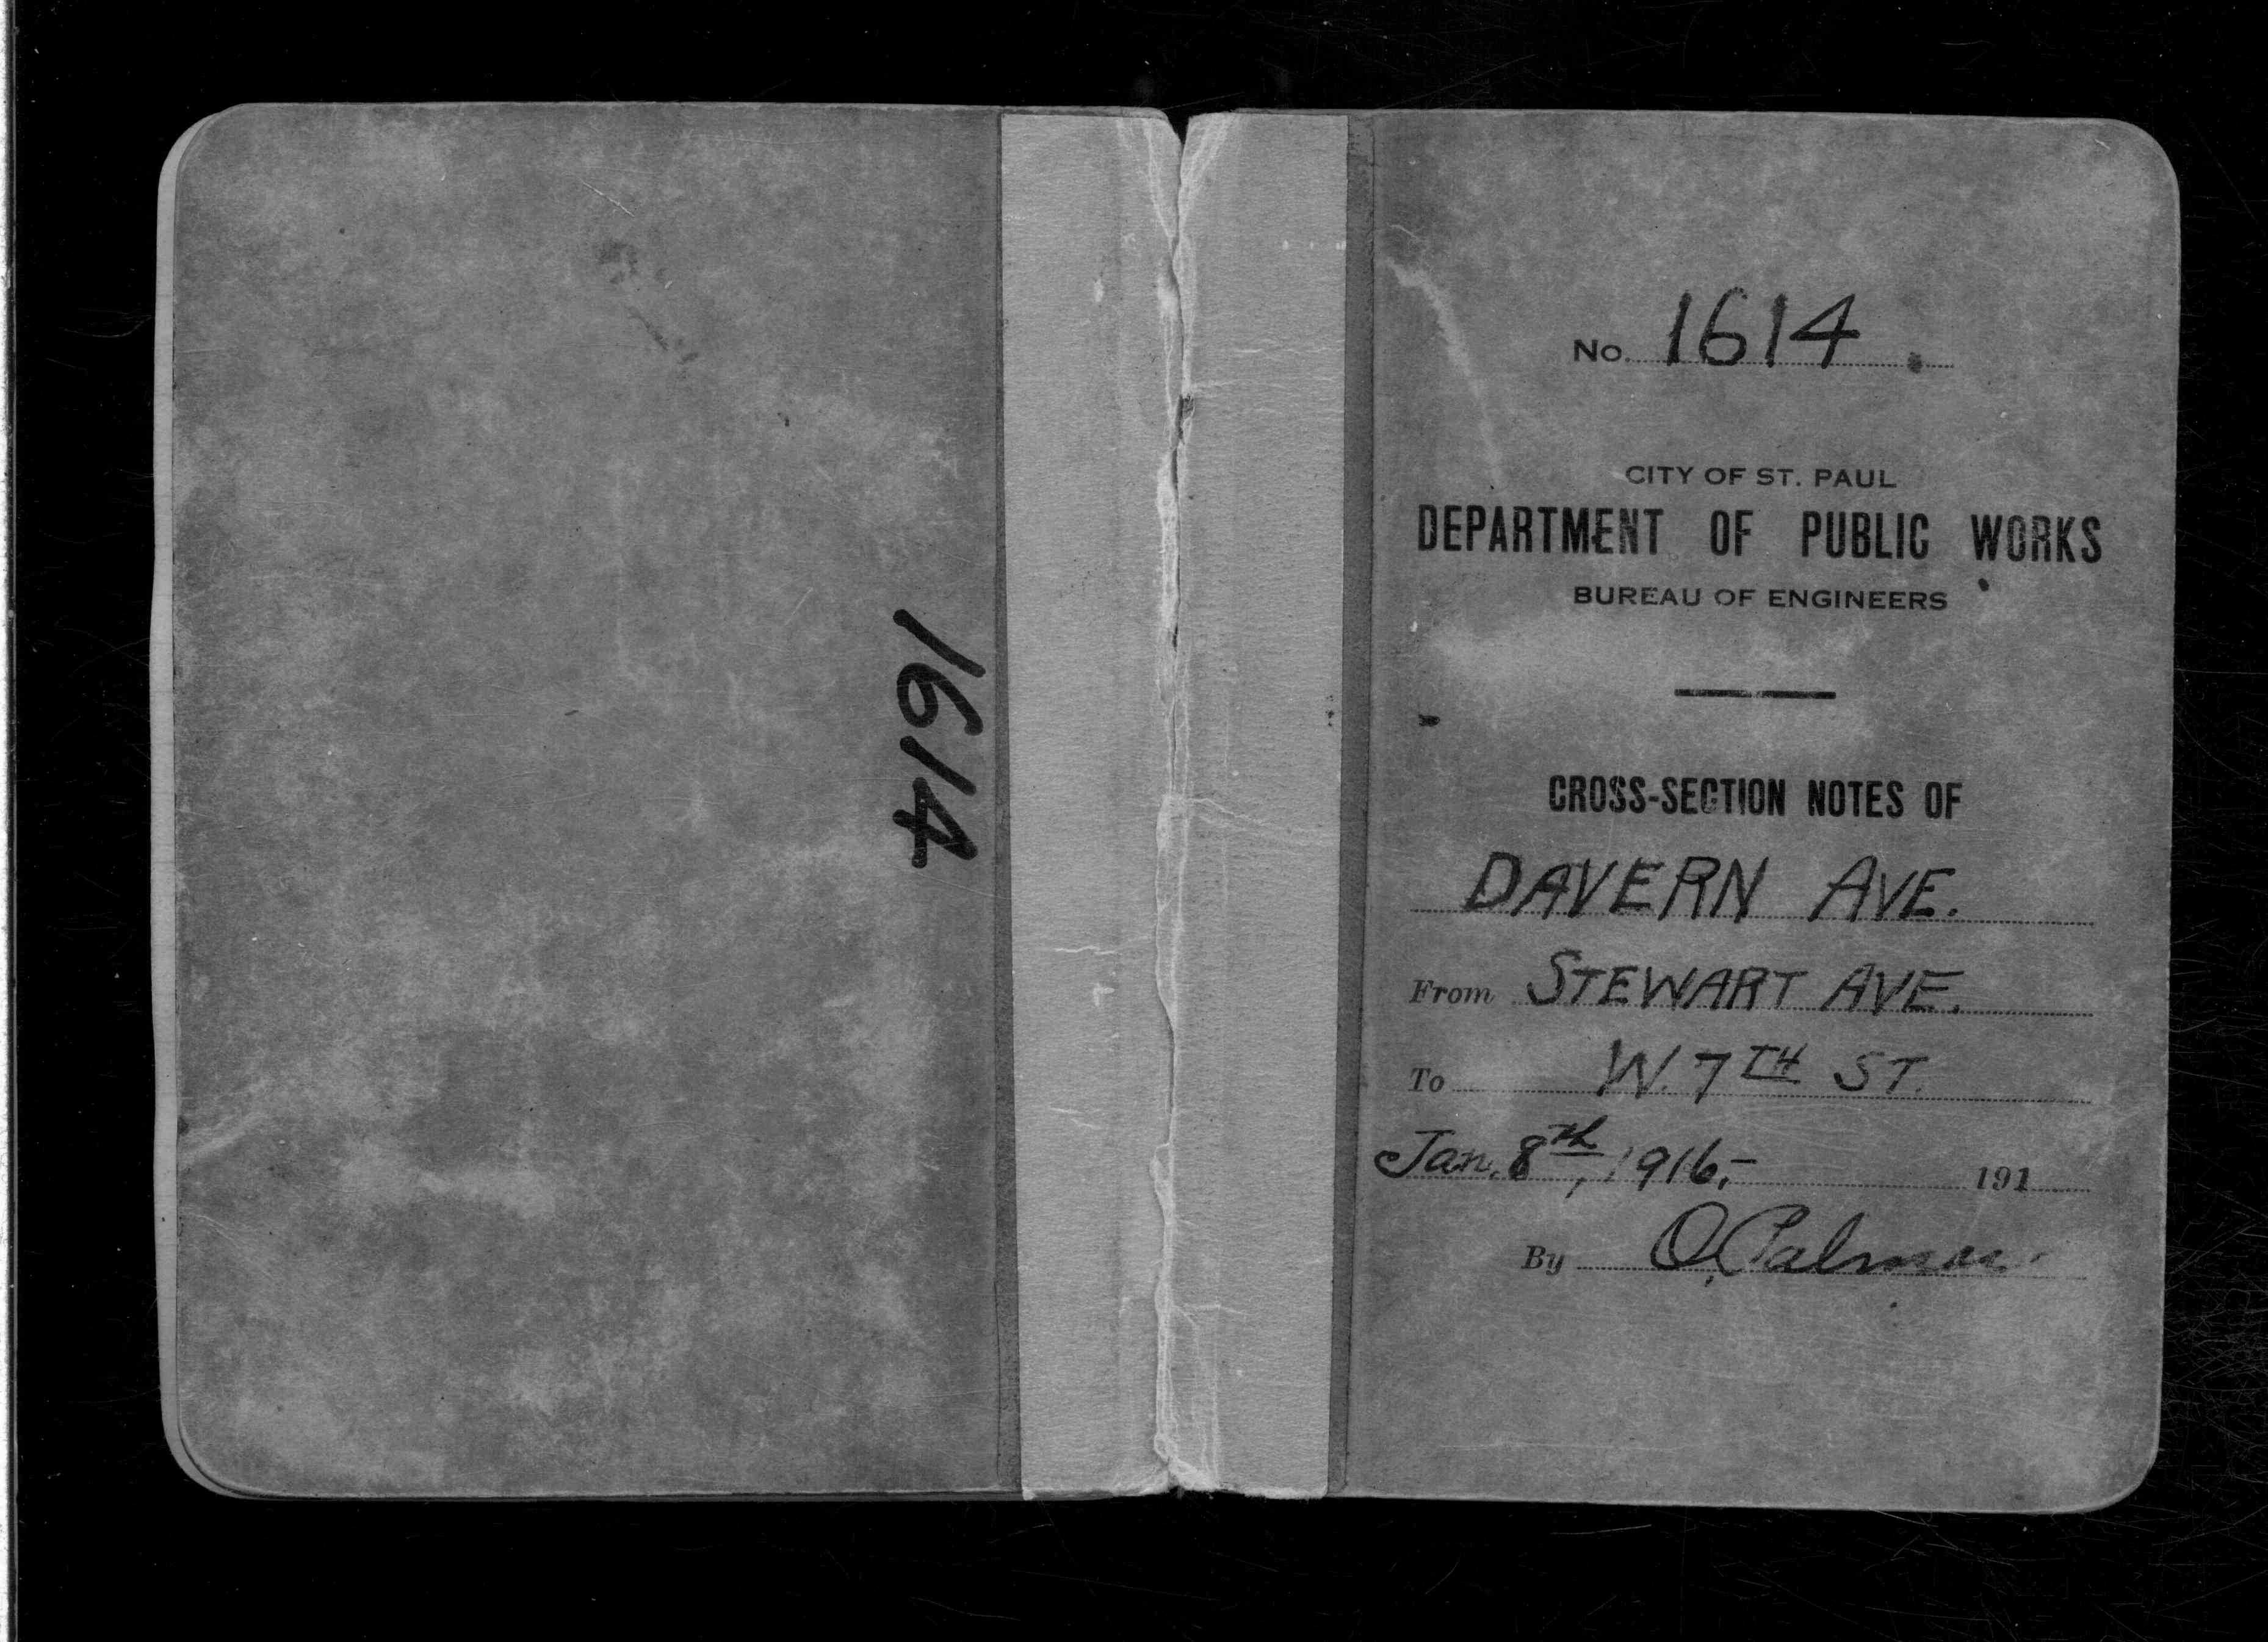 1614
No. 1614
CITY OF ST. PAUL
DEPARTMENT OF PUBLIC WORKS
BUREAU OF ENGINEERS
CROSS-SECTION NOTES OF
DAVERN AVE.
From STEWART AVE.
To W. 7TH ST.
Jan. 8th, 1916,- 191
By O. Palmer